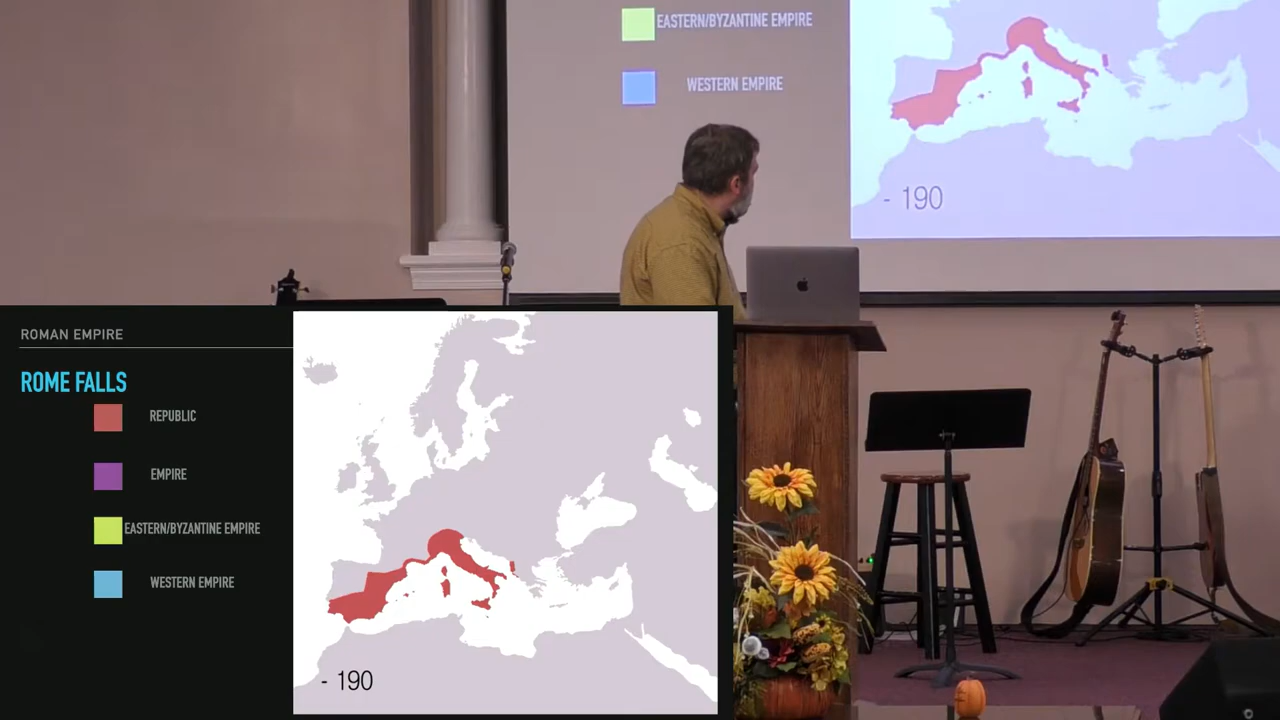 EASTERN/BYZANTINE EMPIRE
WESTERN EMPIRE
- 190
ROMAN EMPIRE
ROME FALLS
REPUBLIC
EMPIRE
EASTERN/BYZANTINE EMPIRE
WESTERN EMPIRE
- 190